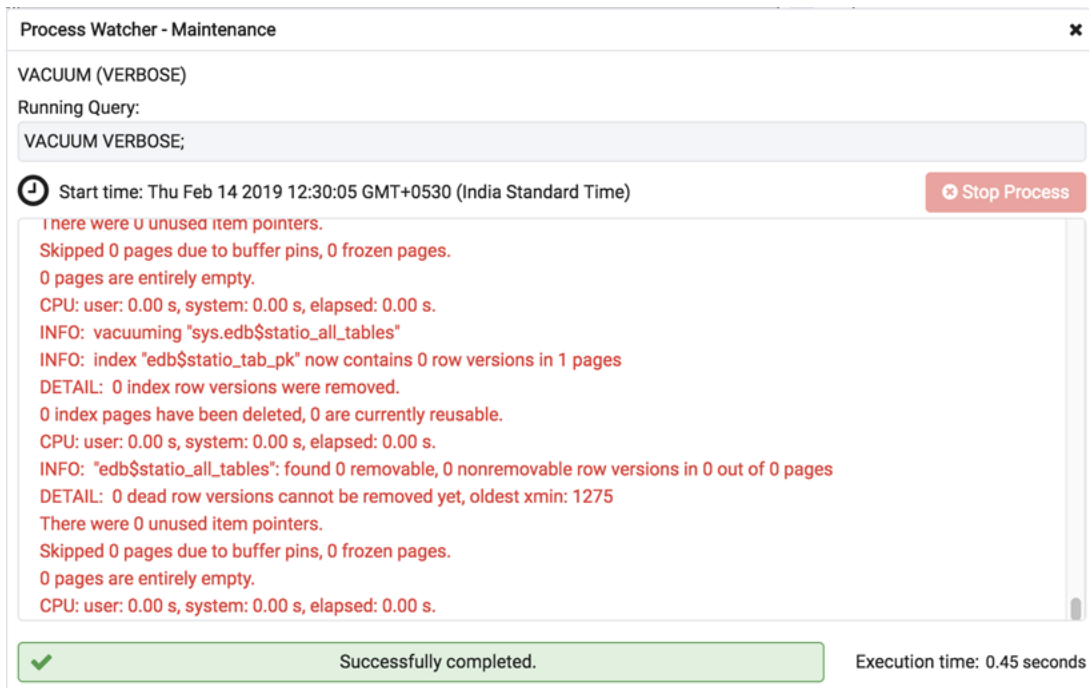 Process Watcher - Maintenance
VACUUM (VERBOSE)
Running Query:
VACUUM VERBOSE;
Start time: Thu Feb 14 2019 12:30:05 GMT+0530 (India Standard Time)
Stop Process
There were 0 unused item pointers.
Skipped 0 pages due to buffer pins, 0 frozen pages.
0 pages are entirely empty.
CPU: user: 0.00 s, system: 0.00 s, elapsed: 0.00 s.
INFO:  vacuuming "sys.edb$statio_all_tables"
INFO:  index "edb$statio_tab_pk" now contains 0 row versions in 1 pages
DETAIL:  0 index row versions were removed.
0 index pages have been deleted, 0 are currently reusable.
CPU: user: 0.00 s, system: 0.00 s, elapsed: 0.00 s.
INFO:  "edb$statio_all_tables": found 0 removable, 0 nonremovable row versions in 0 out of 0 pages
DETAIL:  0 dead row versions cannot be removed yet, oldest xmin: 1275
There were 0 unused item pointers.
Skipped 0 pages due to buffer pins, 0 frozen pages.
0 pages are entirely empty.
CPU: user: 0.00 s, system: 0.00 s, elapsed: 0.00 s.
Successfully completed.
Execution time: 0.45 seconds